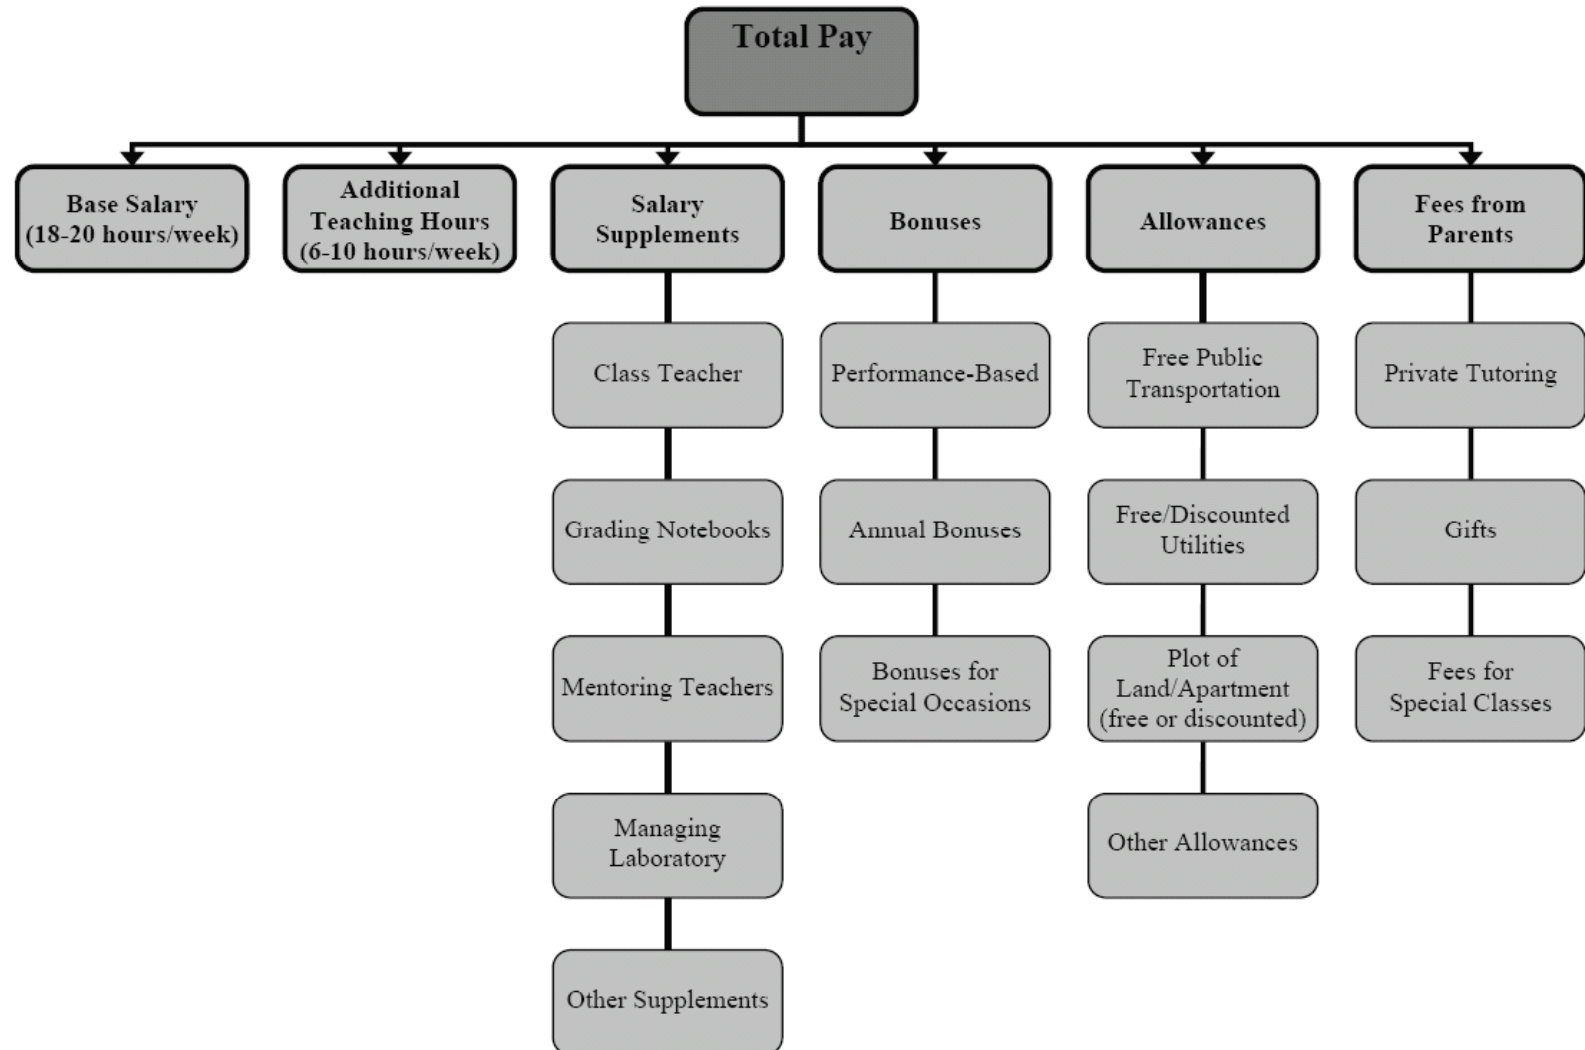 Total Pay
Base Salary
(18-20 hours/week)
Additional
Teaching Hours
(6-10 hours/week)
Salary
Supplements
Bonuses
Allowances
Fees from
Parents
Class Teacher
Performance-Based
Free Public
Transportation
Private Tutoring
Grading Notebooks
Annual Bonuses
Free/Discounted
Utilities
Gifts
Mentoring Teachers
Bonuses for
Special Occasions
Plot of
Land/Apartment
(free or discounted)
Fees for
Special Classes
Managing
Laboratory
Other Allowances
Other Supplements